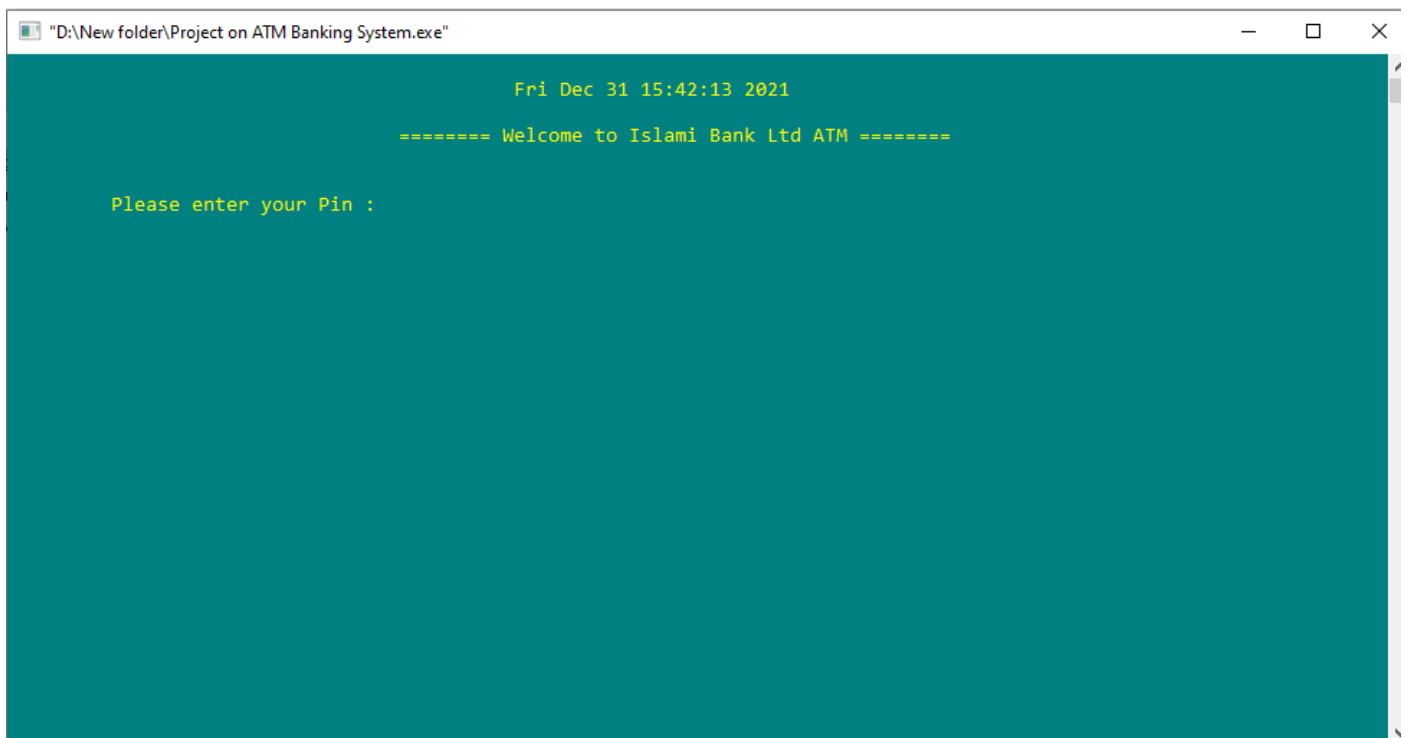 "D:\New folder\Project on ATM Banking System.exe"
Fri Dec 31 15:42:13 2021
======== Welcome to Islami Bank Ltd ATM ========
Please enter your Pin :